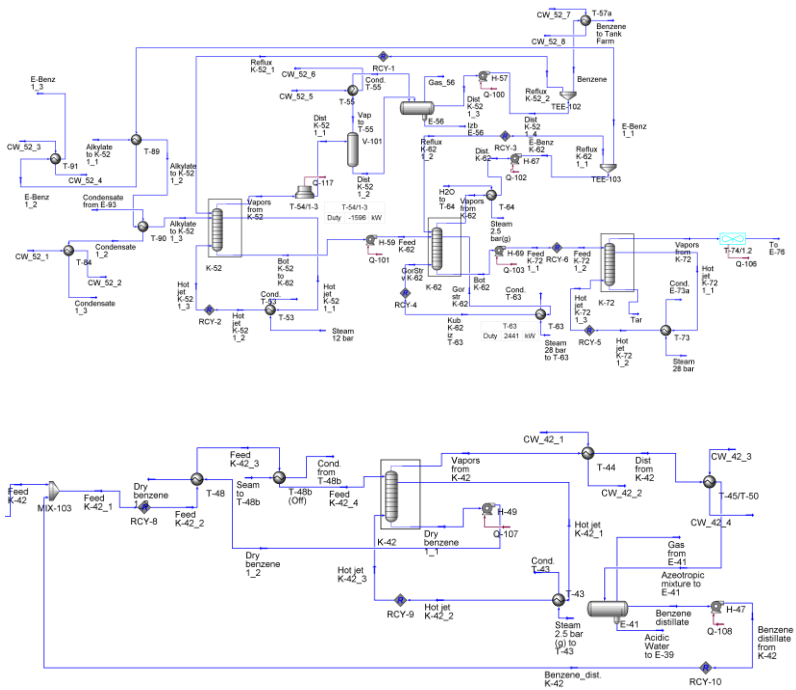 CW_52_7
T-57a
Benzene
to Tank
Farm
CW_52_8
Reflux
K-52_1
RCY-1
CW_52_6
Cond.
T-55
CW_52_5
T-55
Gas_56
H-57
Q-100
Benzene
Reflux
K-52_2
TEE-102
E-Benz
1_3
Dist
K-52
1_3
Vap
to
T-55
V-101
E-56
Izb
E-56
Dist
K-52
1_4
RCY-3
E-Benz
1_1
CW_52_3
Alkylate
to K-52
1_1
T-89
T-91
CW_52_4
Alkylate
to K-52
1_2
Dist
K-52
1_1
Reflux
K-62
1_2
Dist
K-62
E-Benz
K-62
H-67
Q-102
Reflux
K-62
1_1
TEE-103
E-Benz
1_2
Condensate
from E-93
Q-117
T-54/1-3
Dist
K-52
1_2
T-54/1-3
Duty -1596 kW
H2O
to
T-64
T-64
Vapors
from
K-52
Vapors
from
K-62
Steam
2.5
bar(g)
T-90
Alkylate
to K-52
1_3
CW_52_1
Condensate
1_2
T-84
CW_52_2
Condensate
1_3
K-52
Bot
K-52
to
K-62
H-59
Q-101
Feed
K-62
GorStr
v K-62
K-62
H-69
Q-103
Bot
K-62
Feed
K-72
1_1
RCY-6
Feed
K-72
1_2
Vapors
from
K-72
T-74/1.2
Q-106
To
E-76
Hot
jet
K-52
1_3
Cond.
T-53
Hot
jet
K-52
1_1
RCY-2
Hot
jet
K-52
1_2
T-53
Steam
12 bar
RCY-4
Gor
str
K-62
Cond.
T-63
Kub
K-62
iz
T-63
T-63
Duty 2441 kW
T-63
Steam
28 bar
to T-63
K-72
Hot
jet
K-72
1_3
Tar
Cond.
E-73a
Hot
jet
K-72
1_1
RCY-5
Hot
jet
K-72
1_2
T-73
Steam
28 bar
Feed
K-42
MIX-103
Feed
K-42_1
Dry
benzene
RCY-8
Feed
K-42_2
T-48
Feed
K-42_3
Seam
to
T-48b
Cond
from
T-48b
T-48b
(Off)
Feed
K-42_4
Vapors
from
K-42
CW_42_1
T-44
CW_42_2
Dist
from
K-42
CW_42_3
T-45/T-50
CW_42_4
Dry
benzene
1_2
K-42
Dry
benzene
1_1
H-49
Q-107
Hot jet
K-42_1
Hot jet
K-42_3
Cond.
T-43
RCY-9
Hot jet
K-42_2
T-43
Steam
2.5 bar
(g) to
T-43
Gas
from
E-41
Azeotropic
mixture to
E-41
E-41
Benzene
distillate
Acidic
Water
to E-39
H-47
Q-108
Benzene
distillate
from
K-42
Benzene_dist.
K-42
RCY-10